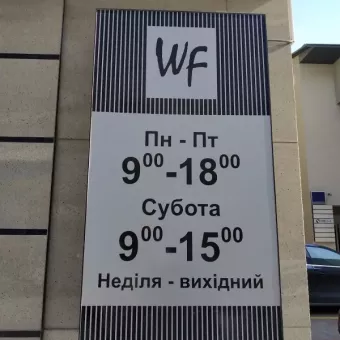 WF
Пн - Пт
9⁰⁰-18⁰⁰
Субота
9⁰⁰-15⁰⁰
Неділя - вихідний